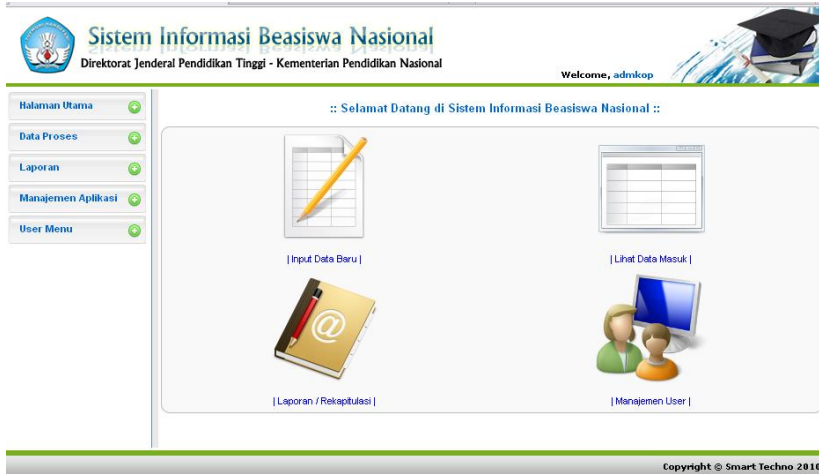 Sistem Informasi Beasiswa Nasional
Direktorat Jenderal Pendidikan Tinggi - Kementerian Pendidikan Nasional
Welcome, admkop
Halaman Utama
Data Proses
Laporan
Manajemen Aplikasi
User Menu
:: Selamat Datang di Sistem Informasi Beasiswa Nasional ::
| Input Data Baru |
| Lihat Data Masuk |
@
| Laporan / Rekapitulasi |
| Manajemen User |
Copyright © Smart Techno 2010